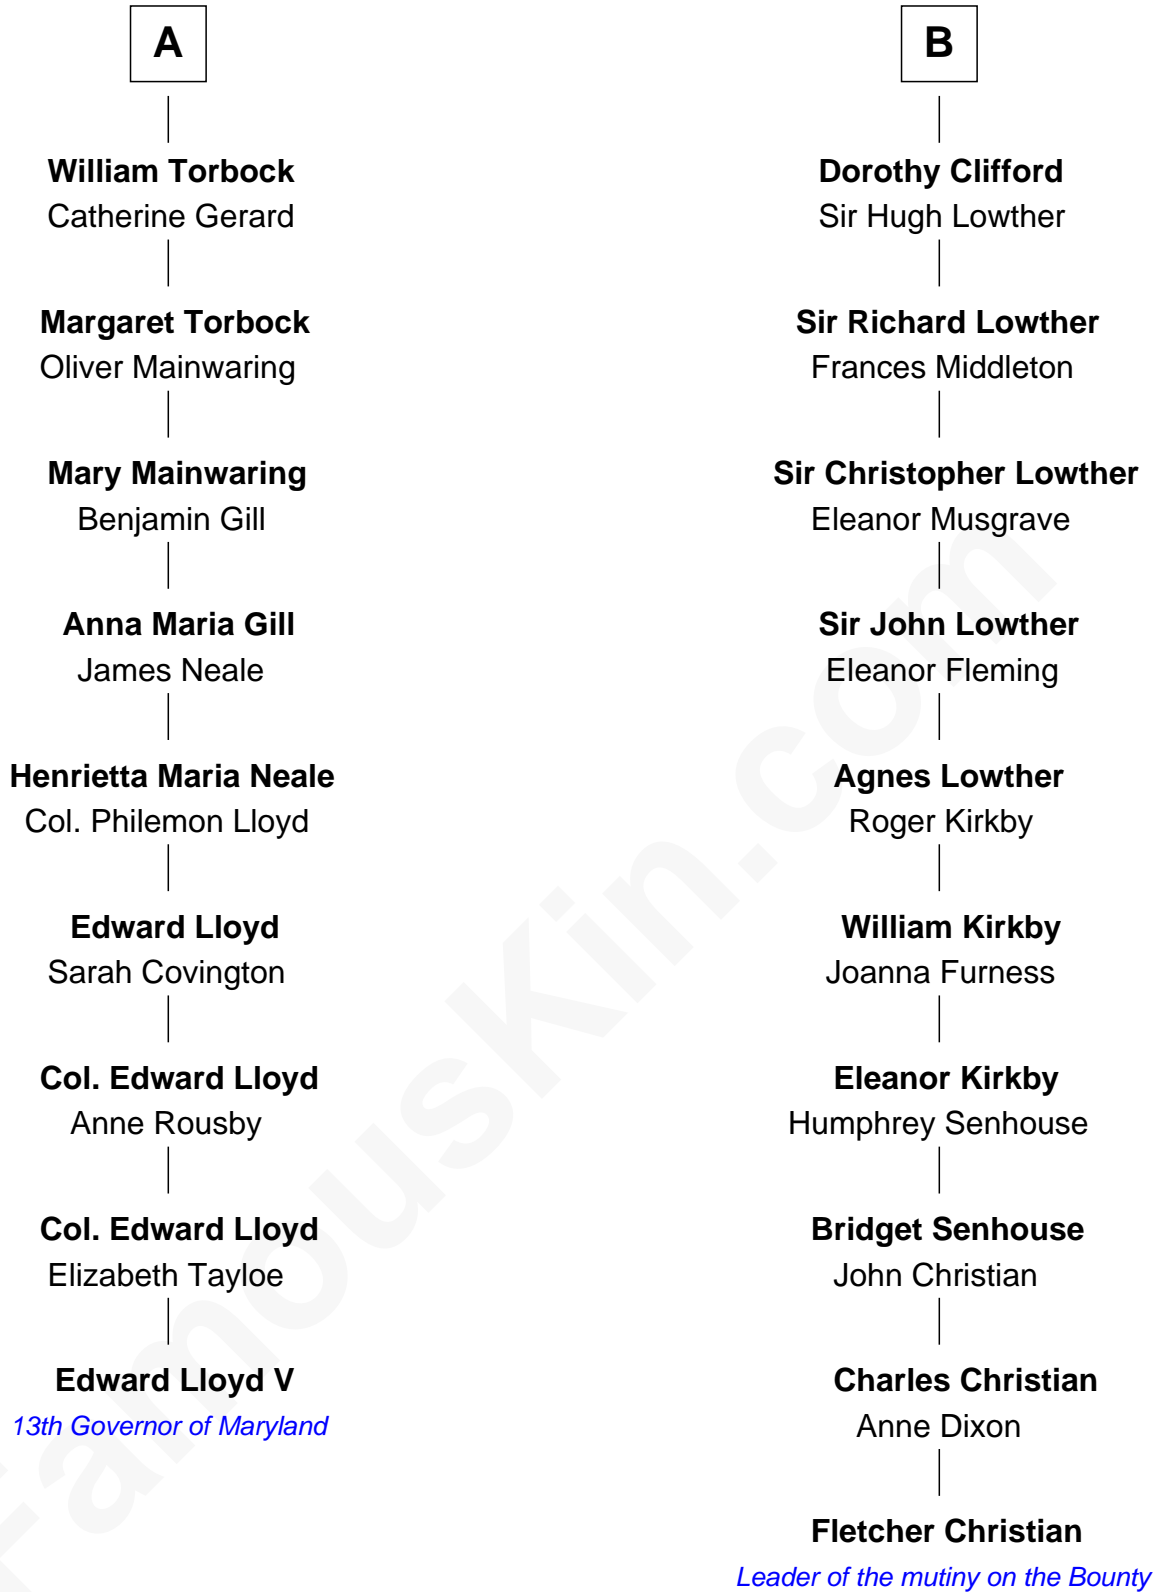 A
William Torbock
Catherine Gerard
Margaret Torbock
Oliver Mainwaring
Mary Mainwaring
Benjamin Gill
Anna Maria Gill
James Neale
Henrietta Maria Neale
Col. Philemon Lloyd
Edward Lloyd
Sarah Covington
Col. Edward Lloyd
Anne Rousby
Col. Edward Lloyd
Elizabeth Tayloe
Edward Lloyd V
13th Governor of Maryland
B
Dorothy Clifford
Sir Hugh Lowther
Sir Richard Lowther
Frances Middleton
Sir Christopher Lowther
Eleanor Musgrave
Sir John Lowther
Eleanor Fleming
Agnes Lowther
Roger Kirkby
William Kirkby
Joanna Furness
Eleanor Kirkby
Humphrey Senhouse
Bridget Senhouse
John Christian
Charles Christian
Anne Dixon
Fletcher Christian
Leader of the mutiny on the Bounty
FamousKin.com